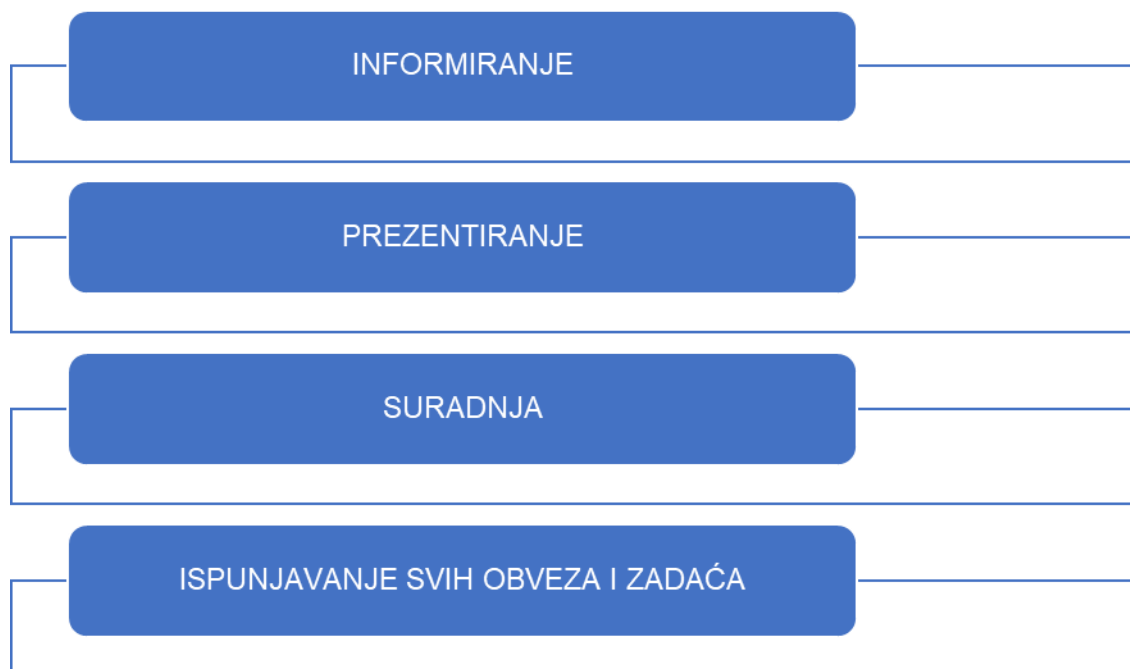 INFORMIRANJE
PREZENTIRANJE
SURADNJA
ISPUNJAVANJE SVIH OBVEZA I ZADAĆA